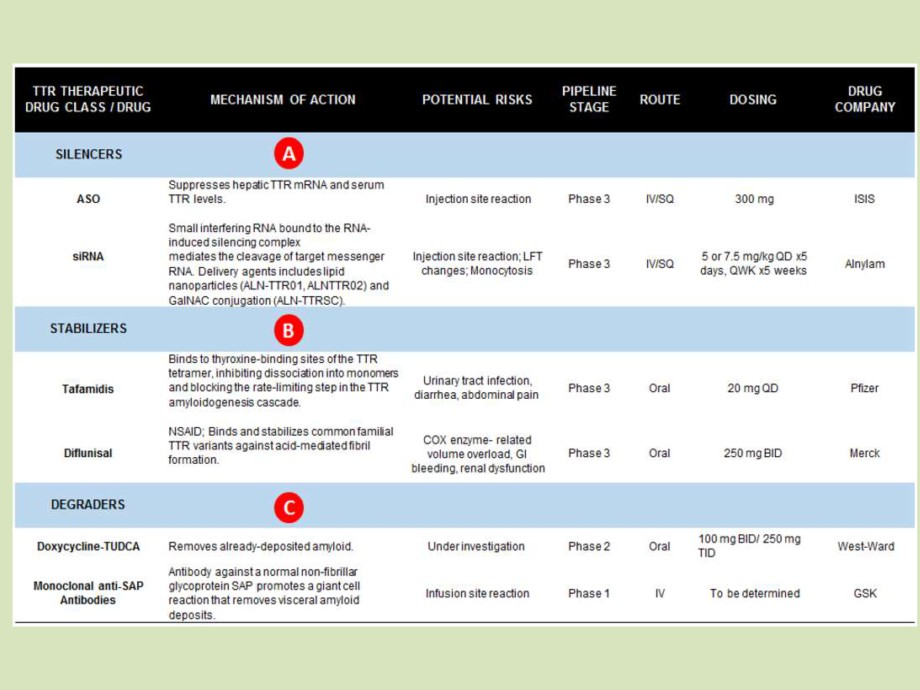 TTR THERAPEUTIC
DRUG CLASS / DRUG
MECHANISM OF ACTION
POTENTIAL RISKS
PIPELINE
STAGE
ROUTE
DOSING
DRUG
COMPANY
SILENCERS
A
ASO
Suppresses hepatic TTR mRNA and serum
TTR levels.
Injection site reaction
Phase 3
IV/SQ
300 mg
ISIS
siRNA
Small interfering RNA bound to the RNA-
induced silencing complex
mediates the cleavage of target messenger
RNA. Delivery agents includes lipid
nanoparticles (ALN-TTR01, ALNTTR02) and
GalNAC conjugation (ALN-TTRSC).
Injection site reaction; LFT
changes; Monocytosis
Phase 3
IV/SQ
5 or 7.5 mg/kg QD x5
days, QWK x5 weeks
Alnylam
STABILIZERS
B
Tafamidis
Binds to thyroxine-binding sites of the TTR
tetramer, inhibiting dissociation into monomers
and blocking the rate-limiting step in the TTR
amyloidogenesis cascade.
Urinary tract infection,
diarrhea, abdominal pain
Phase 3
Oral
20 mg QD
Pfizer
Diflunisal
NSAID; Binds and stabilizes common familial
TTR variants against acid-mediated fibril
formation.
COX enzyme- related
volume overload, GI
bleeding, renal dysfunction
Phase 3
Oral
250 mg BID
Merck
DEGRADERS
C
Doxycycline-TUDCA
Removes already-deposited amyloid.
Under investigation
Phase 2
Oral
100 mg BID/ 250 mg
TID
West-Ward
Monoclonal anti-SAP
Antibodies
Antibody against a normal non-fibrillar
glycoprotein SAP promotes a giant cell
reaction that removes visceral amyloid
deposits.
Infusion site reaction
Phase 1
IV
To be determined
GSK